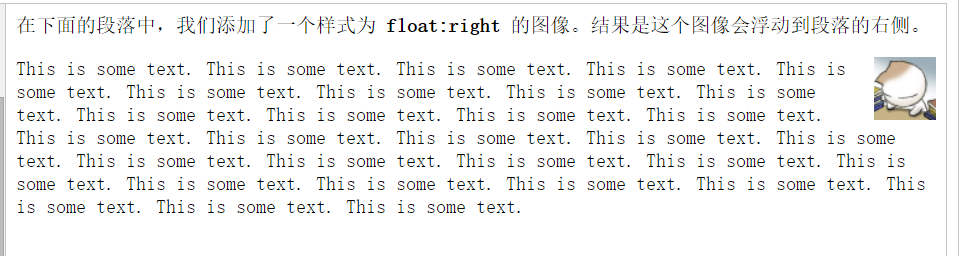 在下面的段落中，我们添加了一个样式为 float:right 的图像。结果是这个图像会浮动到段落的右侧。
This is some text. This is some text. This is some text. This is some text. This is
some text. This is some text. This is some text. This is some text. This is some
text. This is some text. This is some text. This is some text. This is some text.
This is some text. This is some text. This is some text. This is some text. This is some
text. This is some text. This is some text. This is some text. This is some text. This is
some text. This is some text. This is some text. This is some text. This is some text. This
is some text. This is some text. This is some text.